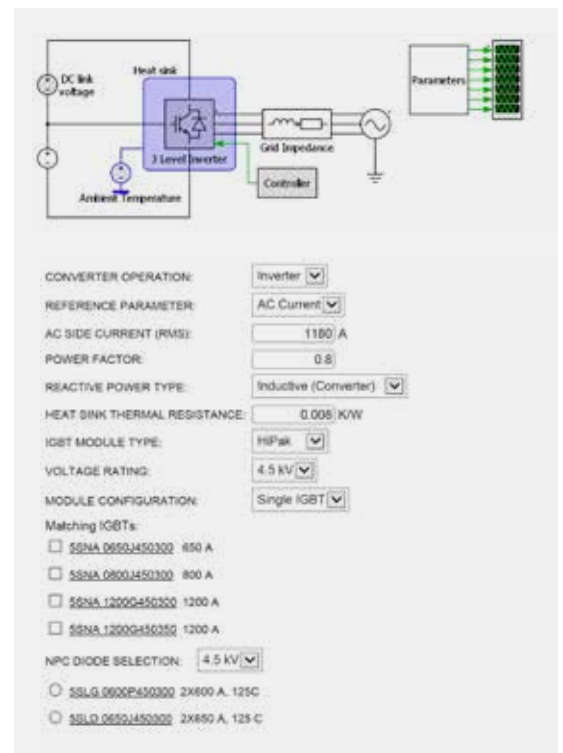 DC link
voltage
Heat sink
3 Level Inverter
Ambient Temperature
Grid Impedance
Controller
Parameters
CONVERTER OPERATION: Inverter
REFERENCE PARAMETER: AC Current
AC SIDE CURRENT (RMS): 1180 A
POWER FACTOR: 0.8
REACTIVE POWER TYPE: Inductive (Converter)
HEAT SINK THERMAL RESISTANCE: 0.008 K/W
IGBT MODULE TYPE: HiPak
VOLTAGE RATING: 4.5 kV
MODULE CONFIGURATION: Single IGBT
Matching IGBTs:
5SNA 0650J450300 650 A
5SNA 0800J450300 800 A
5SNA 1200G450300 1200 A
5SNA 1200G450350 1200 A
NPC DIODE SELECTION: 4.5 kV
5SLG 0600P450300 2X600 A, 125C
5SLD 0650J450300 2X650 A, 125 C